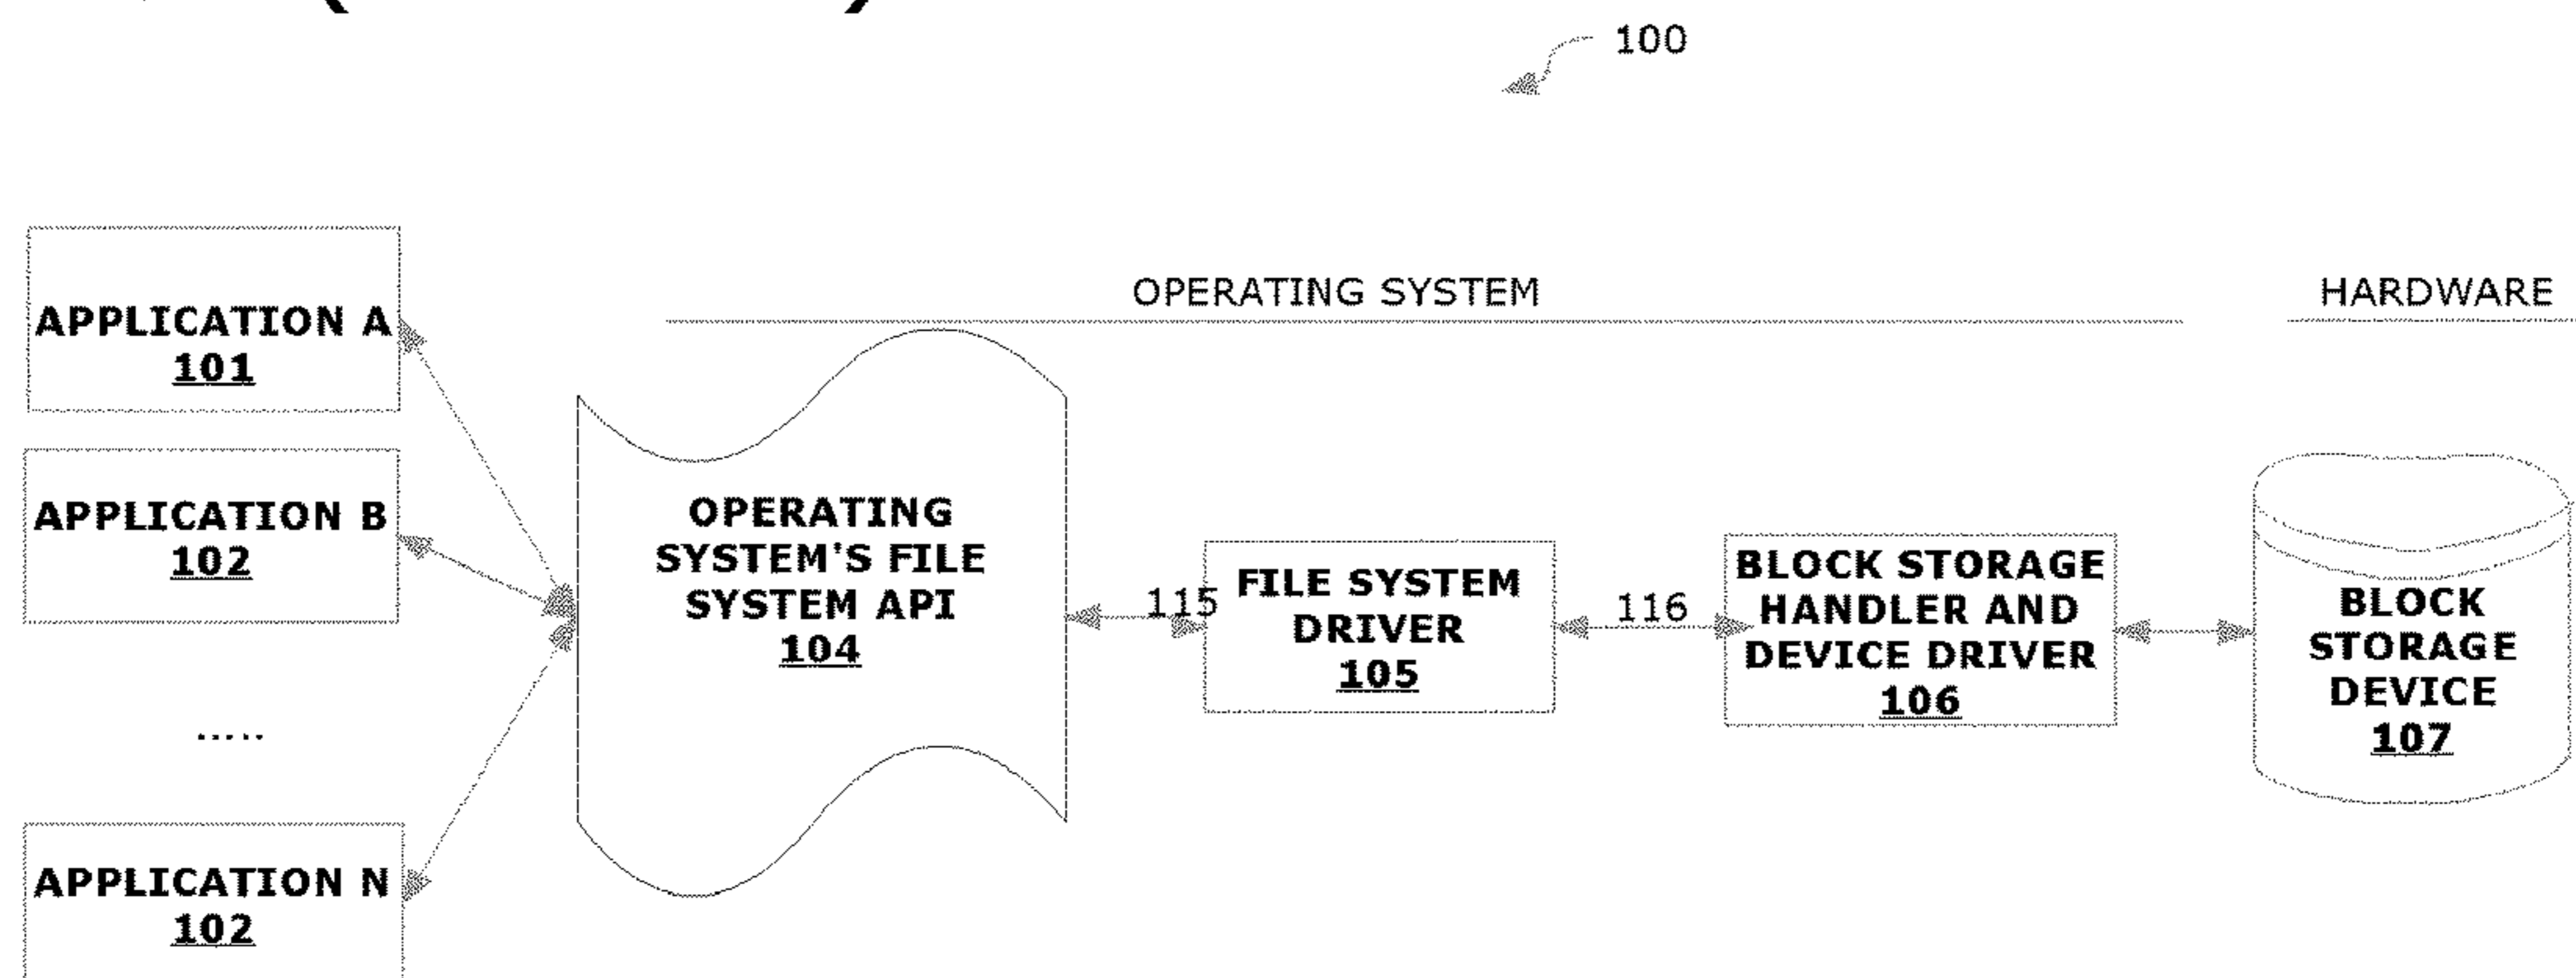 100
OPERATING SYSTEM
HARDWARE
APPLICATION A
101
APPLICATION B
102
.....
APPLICATION N
102
OPERATING
SYSTEM'S FILE
SYSTEM API
104
115
FILE SYSTEM
DRIVER
105
116
BLOCK STORAGE
HANDLER AND
DEVICE DRIVER
106
BLOCK
STORAGE
DEVICE
107